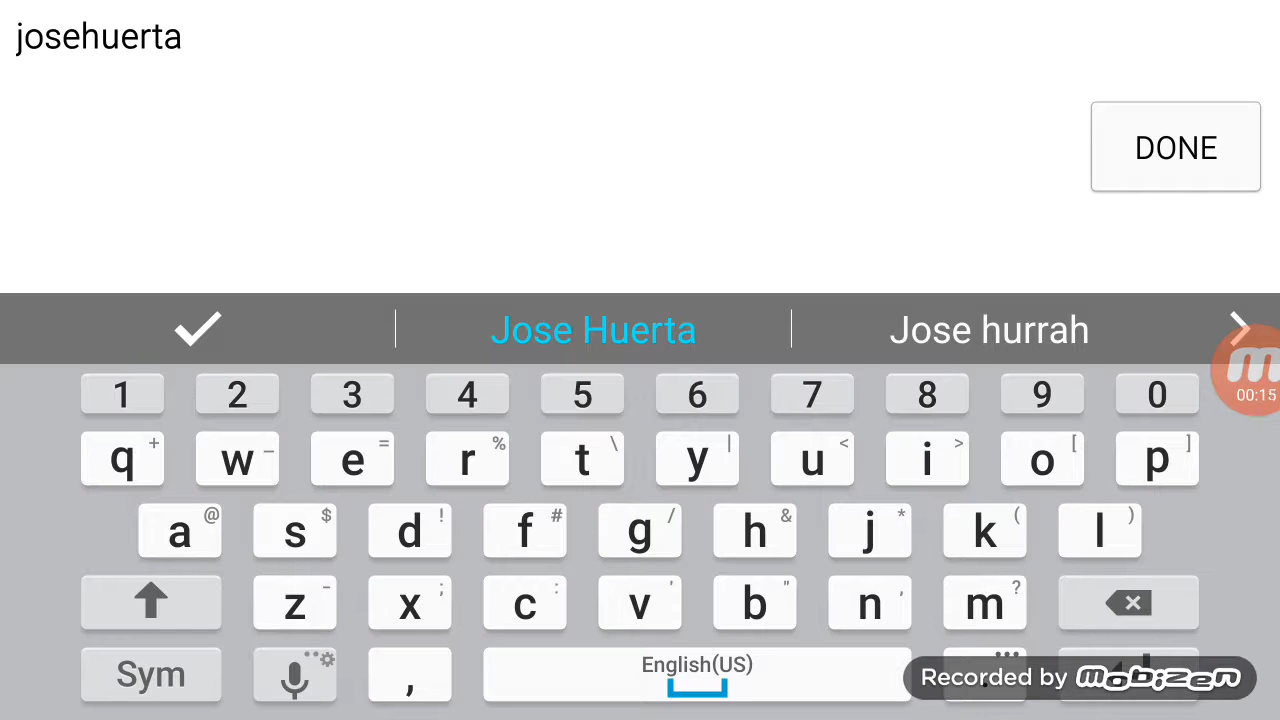 josehuerta
DONE
Jose Huerta Jose hurrah
1 2 3 4 5 6 7 8 9 0
q + w – e = r % t \ y | u < i > o [ p ]
00:15
a @ s $ d ! f # g / h & j * k ( l )
z - x ; c : v ' b " n , m ?
Sym , English(US)
Recorded by mobizen